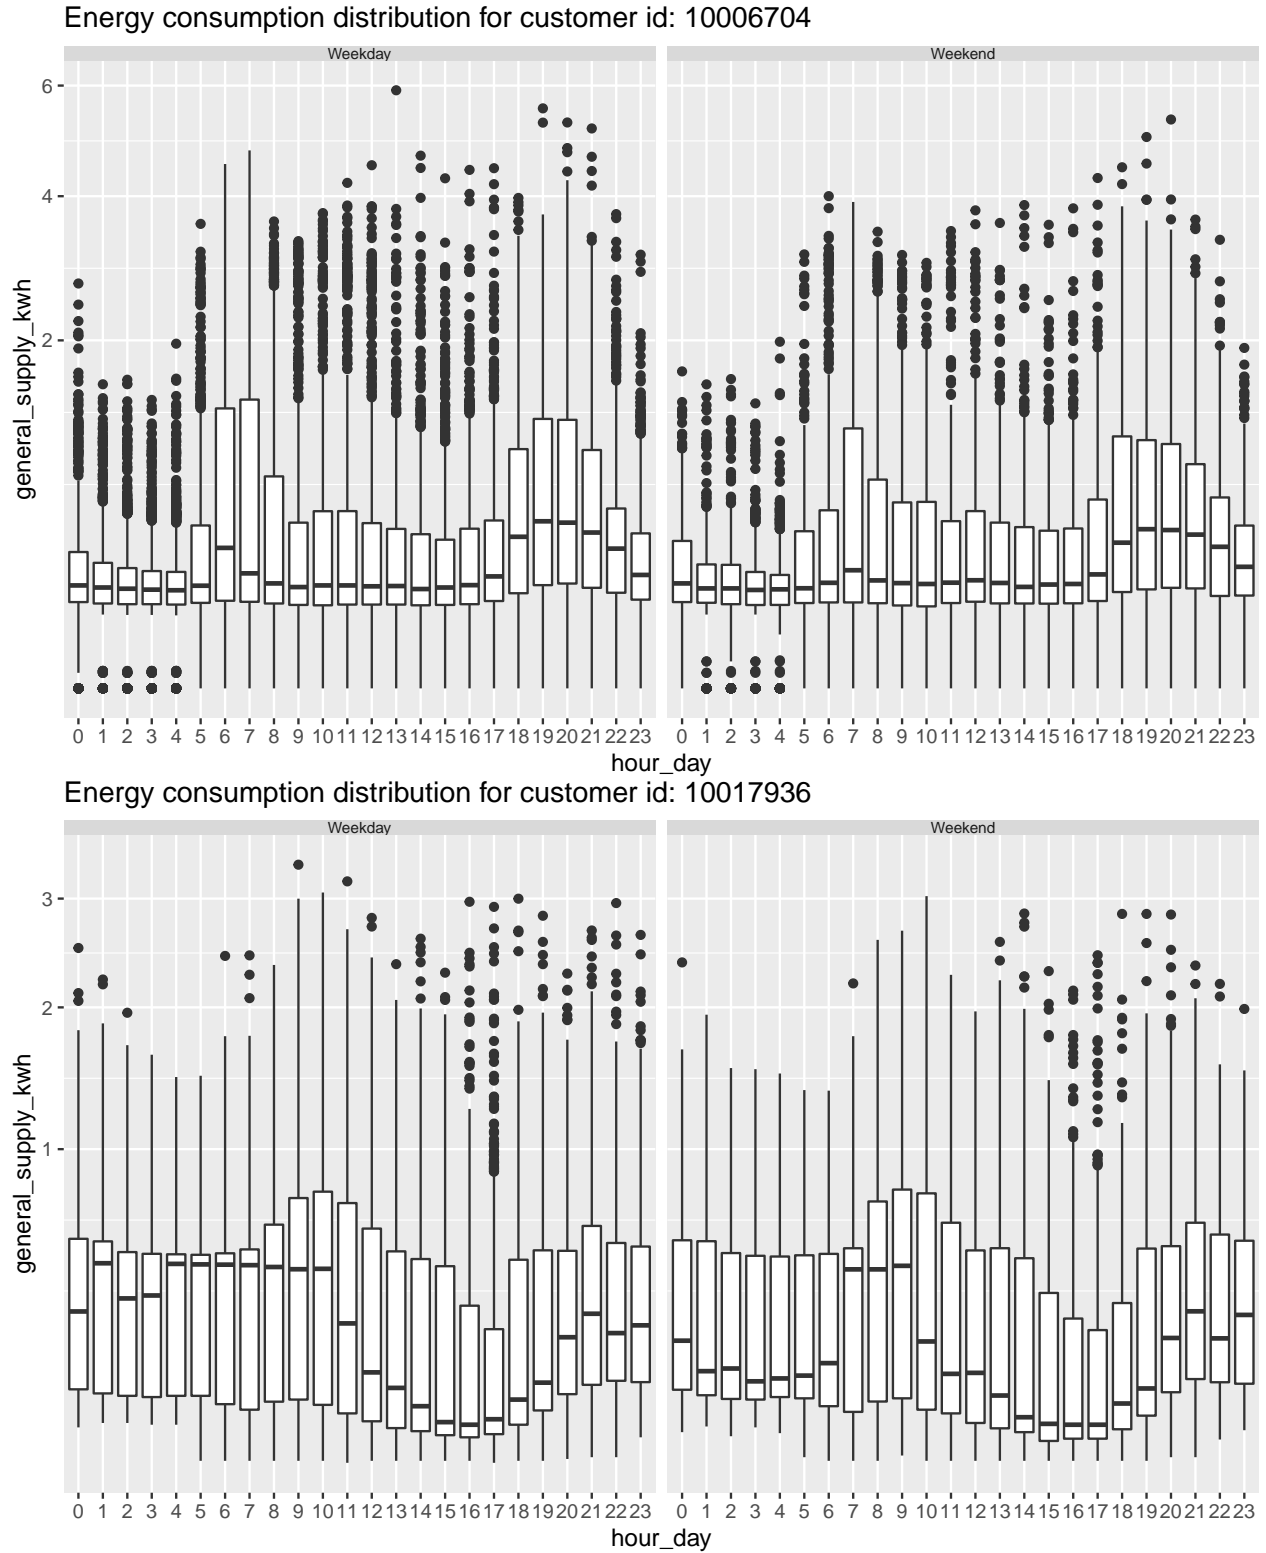 Energy consumption distribution for customer id: 10006704
Weekday Weekend
6
4
2
general_supply_kwh
0 1 2 3 4 5 6 7 8 9 10 11 12 13 14 15 16 17 18 19 20 21 22 23 0 1 2 3 4 5 6 7 8 9 10 11 12 13 14 15 16 17 18 19 20 21 22 23
hour_day
Energy consumption distribution for customer id: 10017936
Weekday Weekend
3
2
1
general_supply_kwh
0 1 2 3 4 5 6 7 8 9 10 11 12 13 14 15 16 17 18 19 20 21 22 23 0 1 2 3 4 5 6 7 8 9 10 11 12 13 14 15 16 17 18 19 20 21 22 23
hour_day